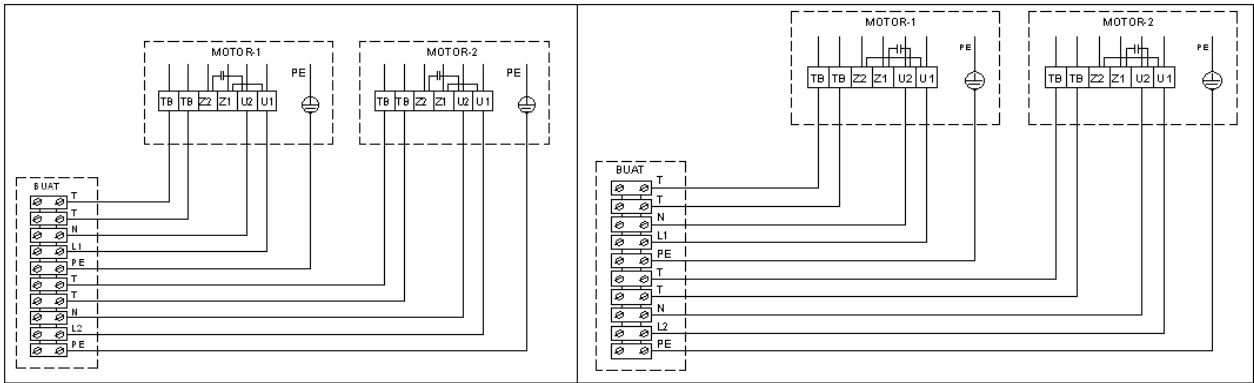 MOTOR-1
MOTOR-2
PE
PE
TB TB Z2 Z1 U2 U1
TB TB Z2 Z1 U2 U1
BUAT
T
T
N
L1
PE
T
T
N
L2
PE
MOTOR-1
MOTOR-2
PE
PE
TB TB Z2 Z1 U2 U1
TB TB Z2 Z1 U2 U1
BUAT
T
T
N
L1
PE
T
T
N
L2
PE